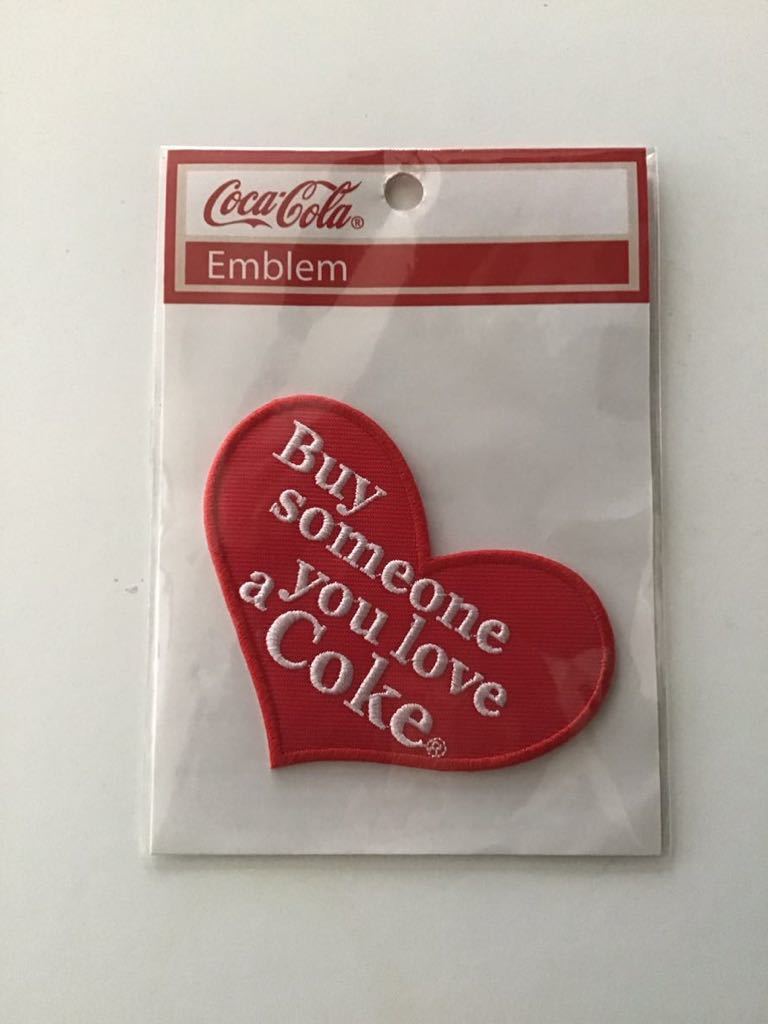 Coca-Cola®
Emblem
Buy
someone
you love
a Coke®